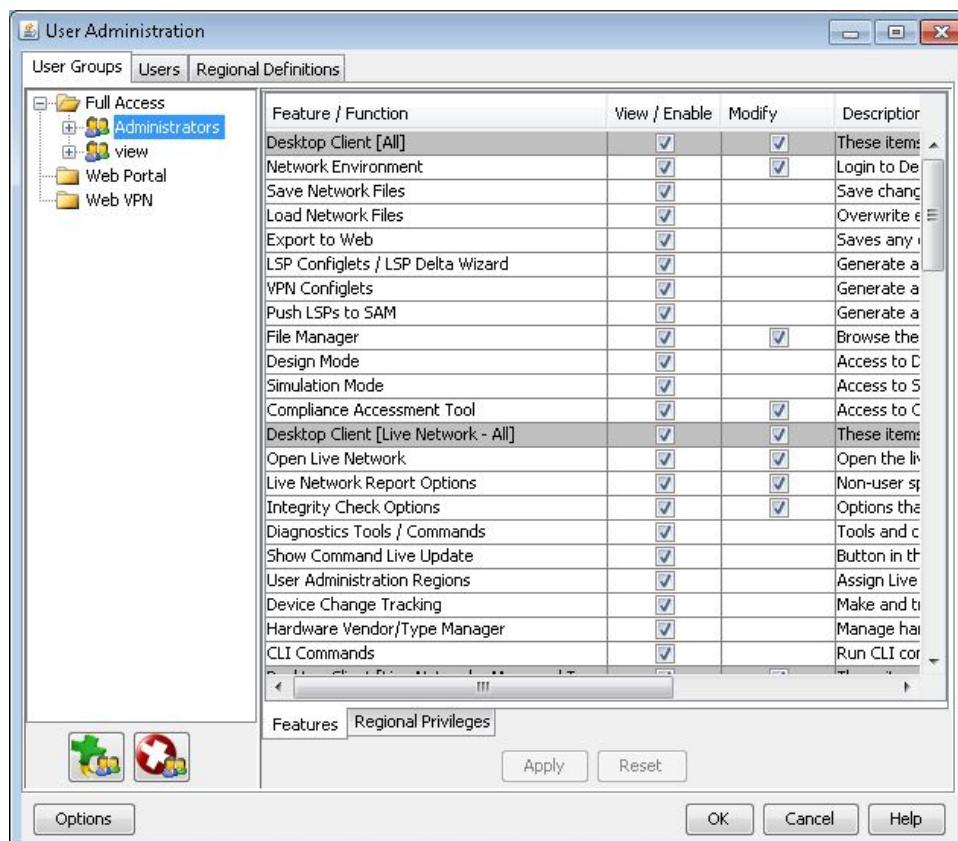 User Administration
User Groups Users Regional Definitions
Full Access
Administrators
view
Web Portal
Web VPN
Feature / Function View / Enable Modify Description
Desktop Client [All] These items
Network Environment Login to De
Save Network Files Save chang
Load Network Files Overwrite e
Export to Web Saves any
LSP Configlets / LSP Delta Wizard Generate a
VPN Configlets Generate a
Push LSPs to SAM Generate a
File Manager Browse the
Design Mode Access to D
Simulation Mode Access to S
Compliance Accessment Tool Access to C
Desktop Client [Live Network - All] These items
Open Live Network Open the liv
Live Network Report Options Non-user sp
Integrity Check Options Options tha
Diagnostics Tools / Commands Tools and c
Show Command Live Update Button in th
User Administration Regions Assign Live
Device Change Tracking Make and tr
Hardware Vendor/Type Manager Manage har
CLI Commands Run CLI cor
Features Regional Privileges
Apply Reset
Options OK Cancel Help